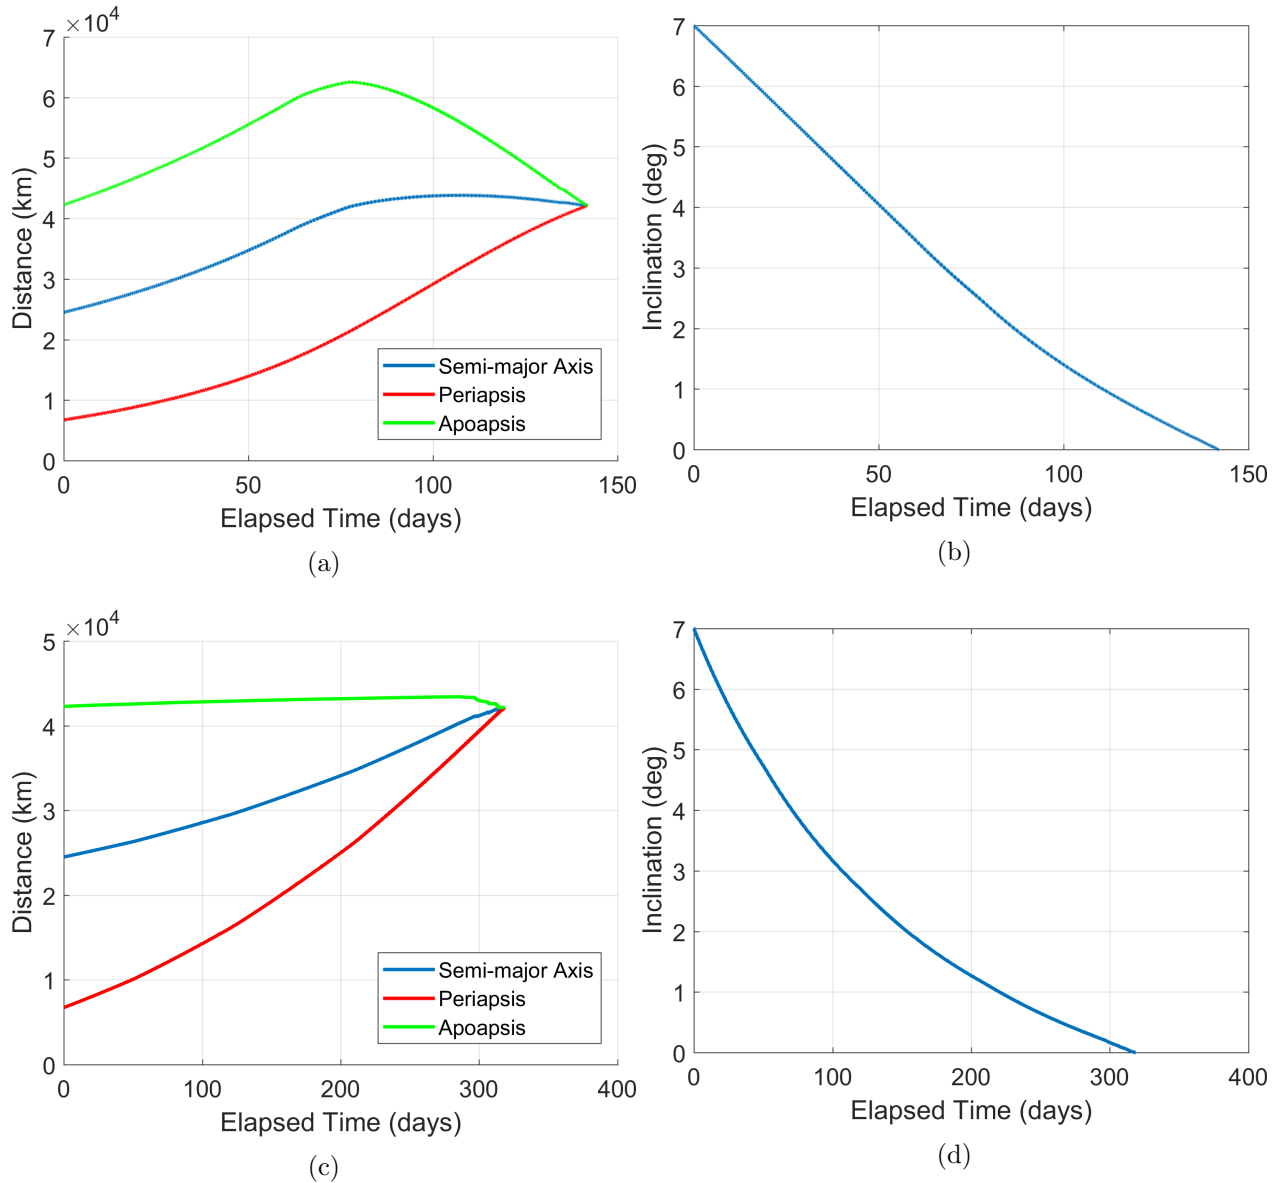 ×10^4
7
6
5
4
3
2
1
0
Distance (km)
Semi-major Axis
Periapsis
Apoapsis
0 50 100 150
Elapsed Time (days)
(a)
7
6
5
4
3
2
1
0
Inclination (deg)
0 50 100 150
Elapsed Time (days)
(b)
×10^4
5
4
3
2
1
0
Distance (km)
Semi-major Axis
Periapsis
Apoapsis
0 100 200 300 400
Elapsed Time (days)
(c)
7
6
5
4
3
2
1
0
Inclination (deg)
0 100 200 300 400
Elapsed Time (days)
(d)